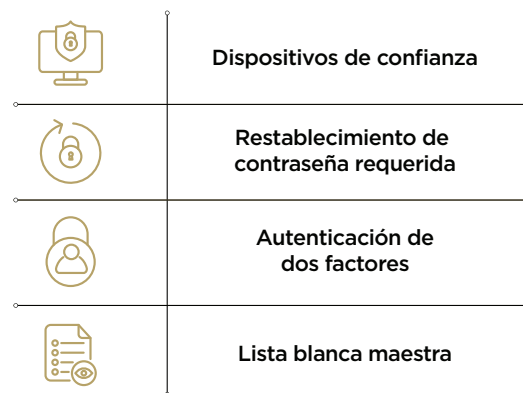 Dispositivos de confianza
Restablecimiento de
contraseña requerida
Autenticación de
dos factores
Lista blanca maestra